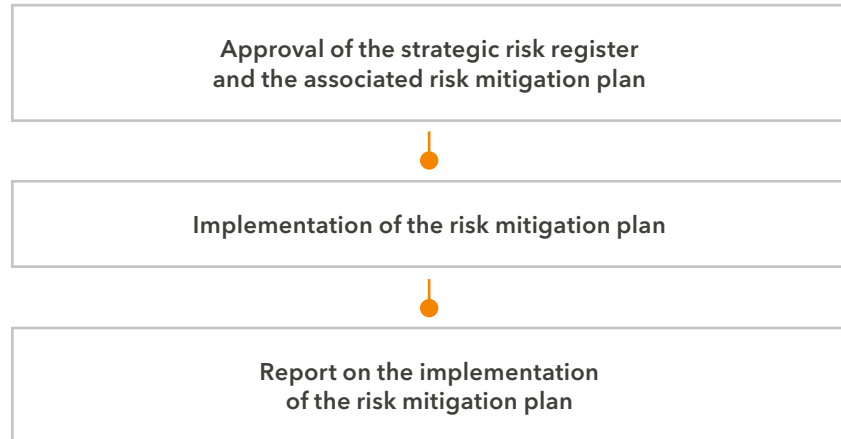 Approval of the strategic risk register
and the associated risk mitigation plan
Implementation of the risk mitigation plan
Report on the implementation
of the risk mitigation plan